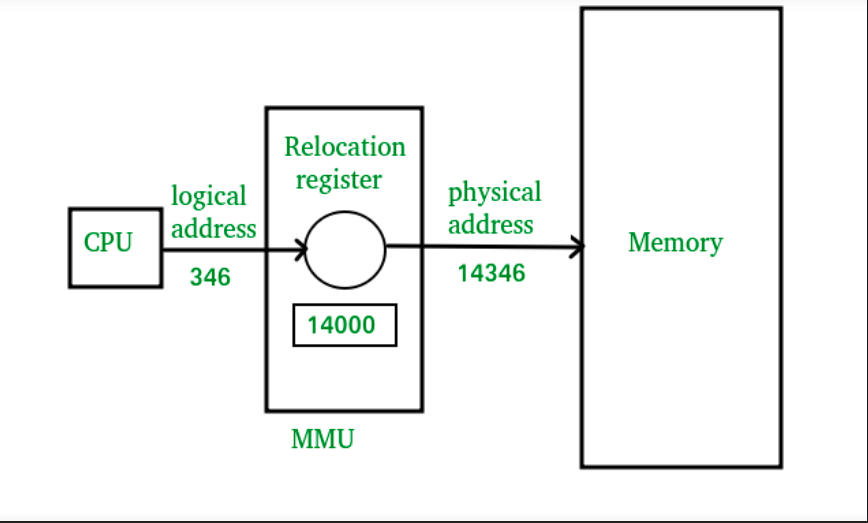 CPU
logical
address
346
Relocation
register
14000
MMU
physical
address
14346
Memory